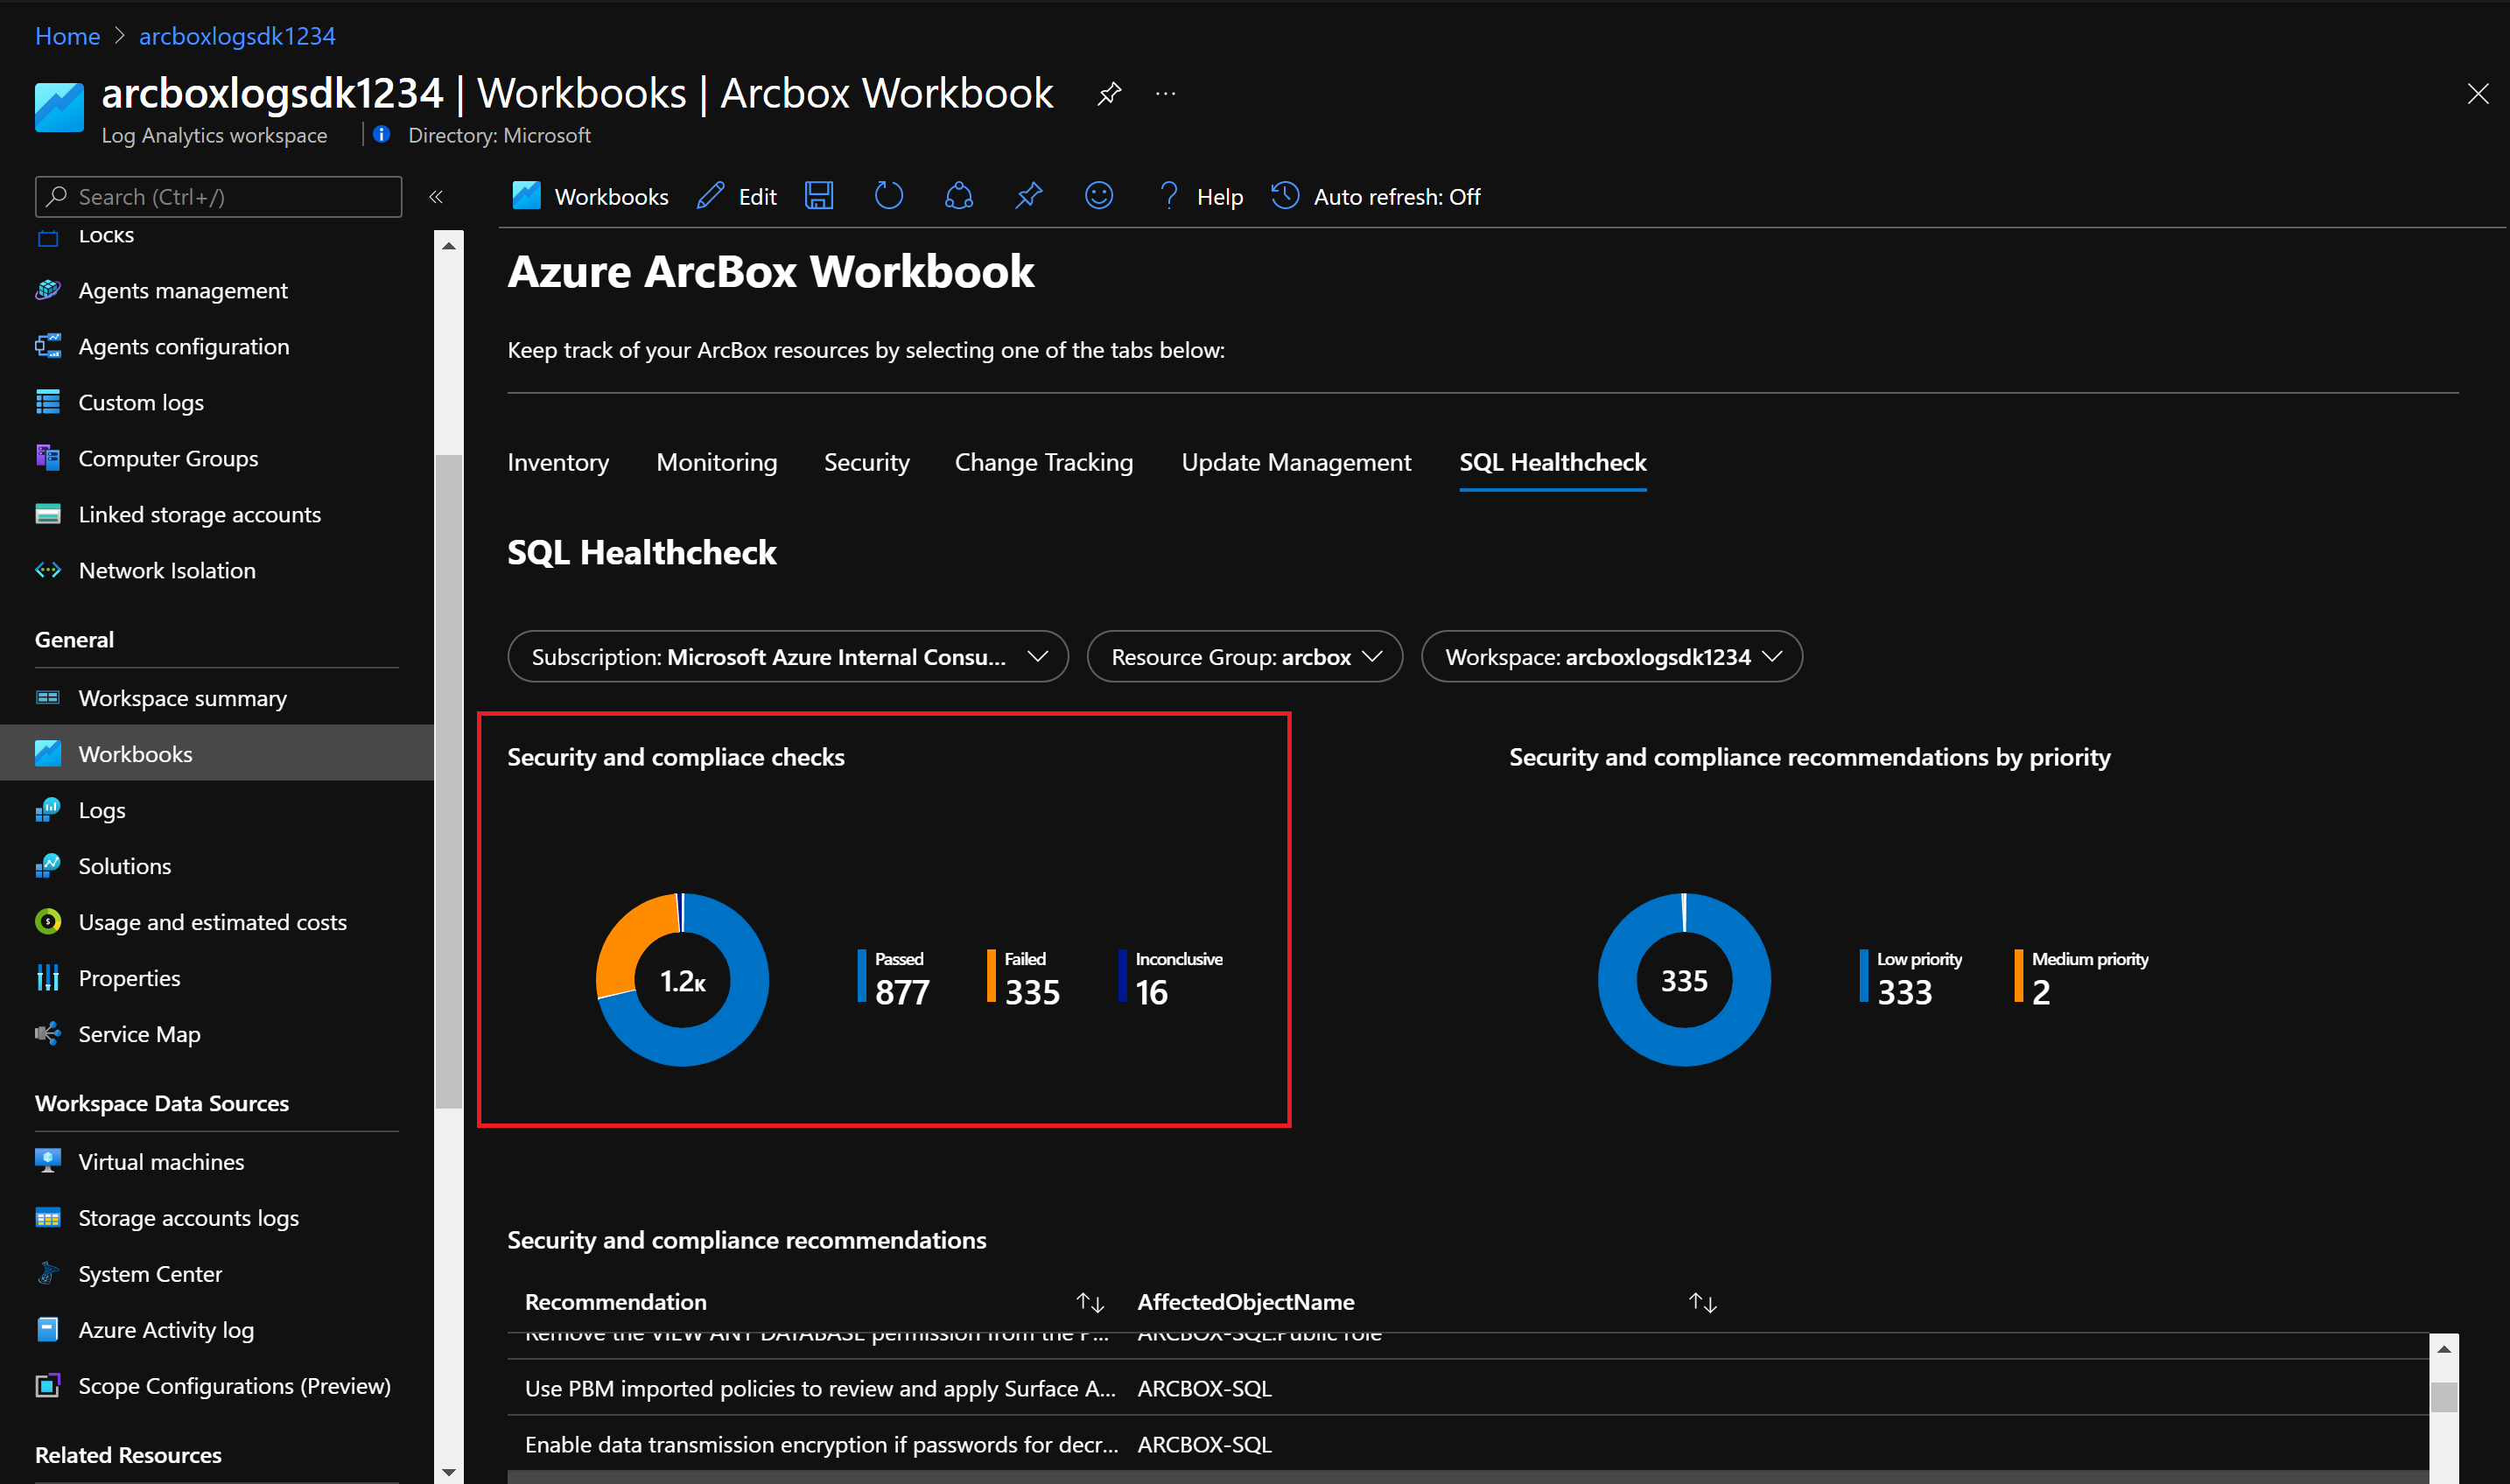 Home > arcboxlogsdk1234
arcboxlogsdk1234 | Workbooks | Arcbox Workbook
Log Analytics workspace
Directory: Microsoft
Search (Ctrl+/)
Locks
Agents management
Agents configuration
Custom logs
Computer Groups
Linked storage accounts
Network Isolation
General
Workspace summary
Workbooks
Logs
Solutions
Usage and estimated costs
Properties
Service Map
Workspace Data Sources
Virtual machines
Storage accounts logs
System Center
Azure Activity log
Scope Configurations (Preview)
Related Resources
Workbooks Edit Help Auto refresh: Off
Azure ArcBox Workbook
Keep track of your ArcBox resources by selecting one of the tabs below:
Inventory Monitoring Security Change Tracking Update Management SQL Healthcheck
SQL Healthcheck
Subscription: Microsoft Azure Internal Consu... Resource Group: arcbox Workspace: arcboxlogsdk1234
Security and compliace checks
1.2K
Passed
877
Failed
335
Inconclusive
16
Security and compliance recommendations by priority
335
Low priority
333
Medium priority
2
Security and compliance recommendations
Recommendation AffectedObjectName
Remove the VIEW ANY DATABASE permission from the P... ARCBOX-SQL.Public role
Use PBM imported policies to review and apply Surface A... ARCBOX-SQL
Enable data transmission encryption if passwords for decr... ARCBOX-SQL